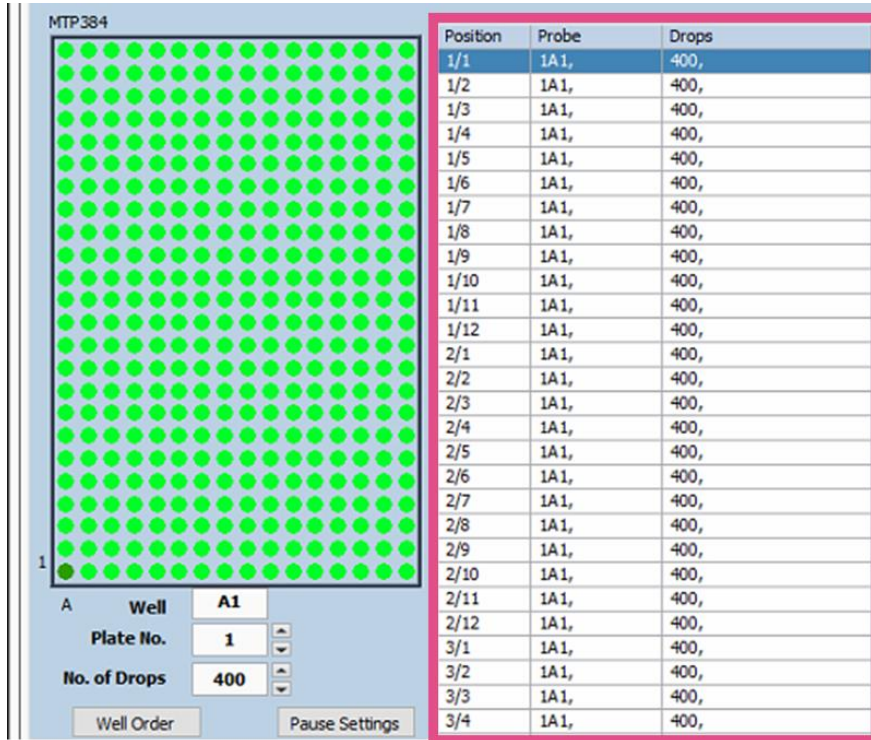 MTP384
1
A
Well A1
Plate No. 1
No. of Drops 400
Well Order Pause Settings
Position Probe Drops
1/1 1A1, 400,
1/2 1A1, 400,
1/3 1A1, 400,
1/4 1A1, 400,
1/5 1A1, 400,
1/6 1A1, 400,
1/7 1A1, 400,
1/8 1A1, 400,
1/9 1A1, 400,
1/10 1A1, 400,
1/11 1A1, 400,
1/12 1A1, 400,
2/1 1A1, 400,
2/2 1A1, 400,
2/3 1A1, 400,
2/4 1A1, 400,
2/5 1A1, 400,
2/6 1A1, 400,
2/7 1A1, 400,
2/8 1A1, 400,
2/9 1A1, 400,
2/10 1A1, 400,
2/11 1A1, 400,
2/12 1A1, 400,
3/1 1A1, 400,
3/2 1A1, 400,
3/3 1A1, 400,
3/4 1A1, 400,